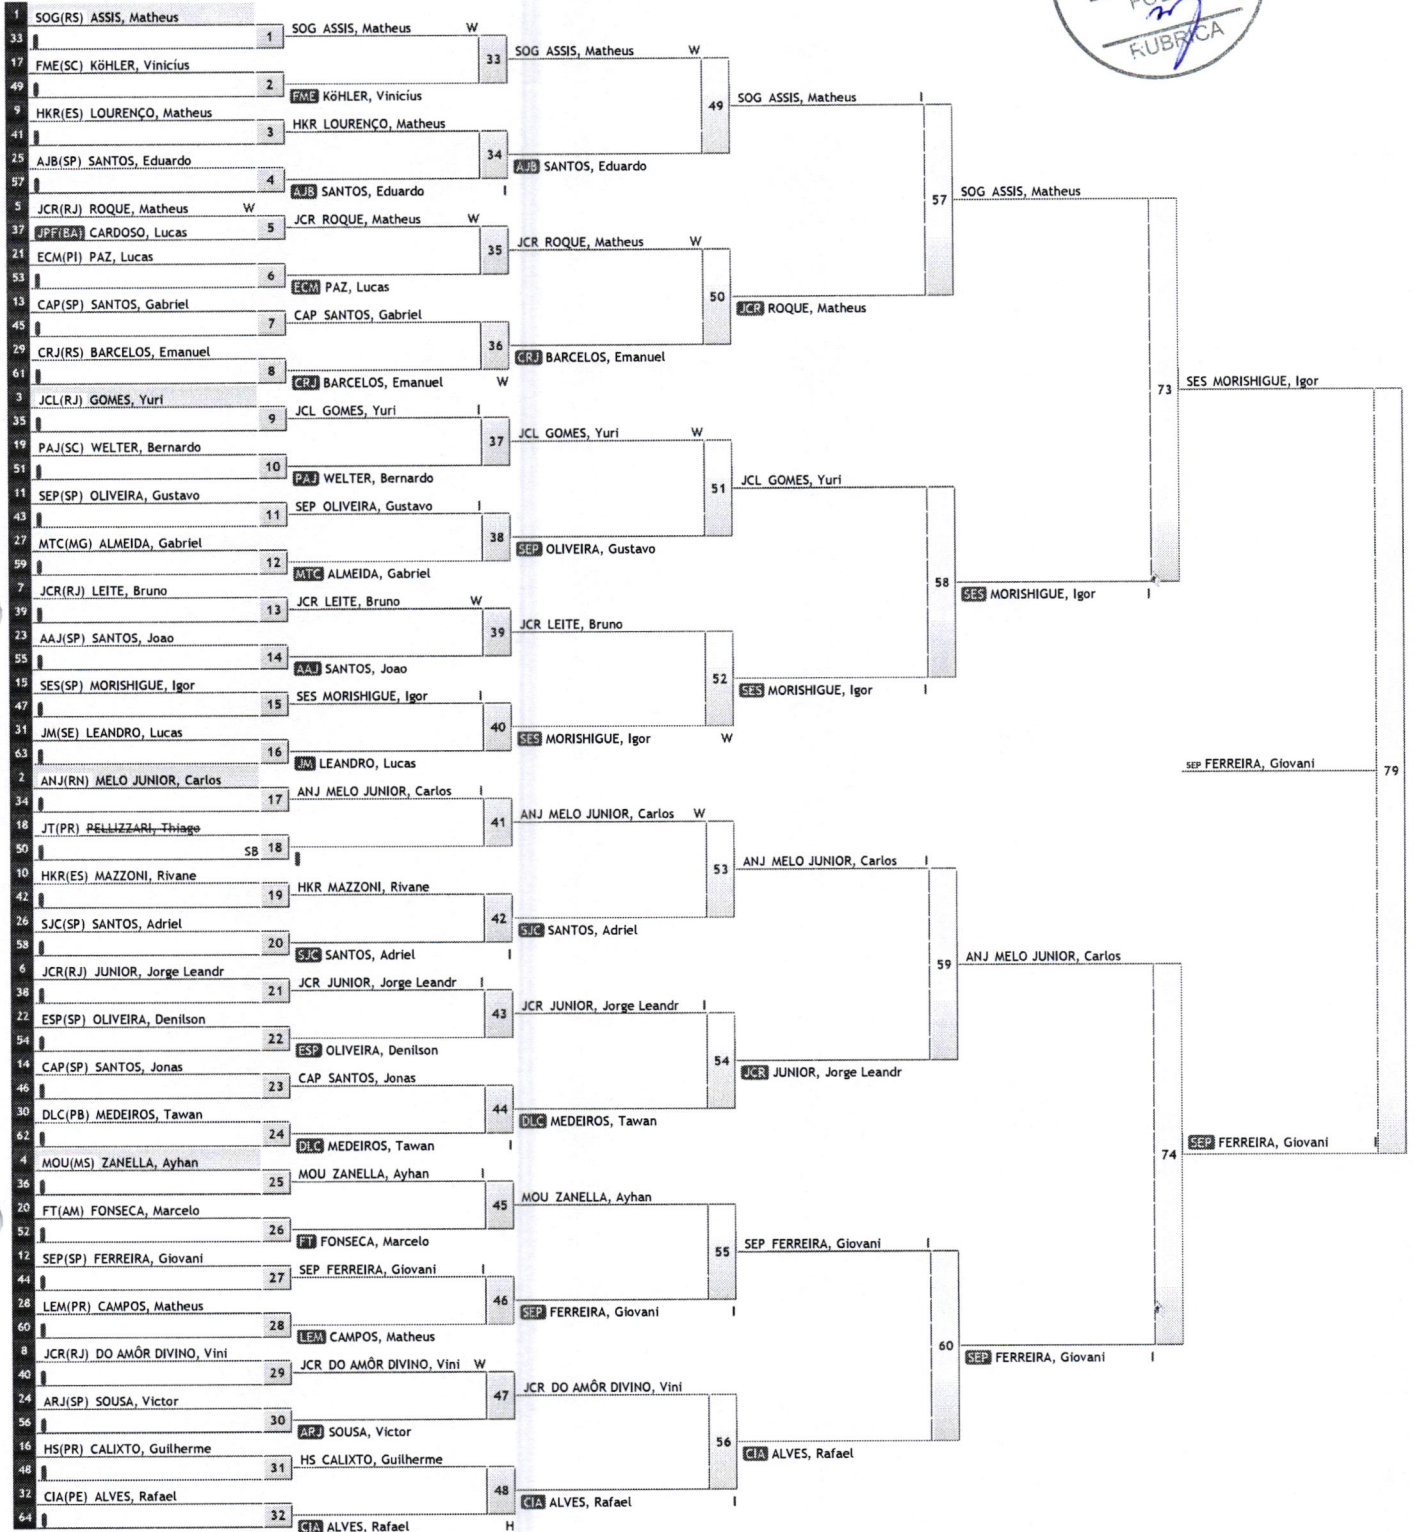 1 SOG(RS) ASSIS, Matheus
33
1 SOG ASSIS, Matheus W
17 FME(SC) KöHLER, Vinicius
49
2 FME KöHLER, Vinicius
33 SOG ASSIS, Matheus W
9 HKR(ES) LOURENÇO, Matheus
41
3 HKR LOURENÇO, Matheus
25 AJB(SP) SANTOS, Eduardo
57
4 AJB SANTOS, Eduardo I
34 AJB SANTOS, Eduardo
49 SOG ASSIS, Matheus I
5 JCR(RJ) ROQUE, Matheus W
37 JPF(BA) CARDOSO, Lucas
5 JCR ROQUE, Matheus W
21 ECM(PI) PAZ, Lucas
53
6 ECM PAZ, Lucas
35 JCR ROQUE, Matheus W
13 CAP(SP) SANTOS, Gabriel
45
7 CAP SANTOS, Gabriel
29 CRJ(RS) BARCELOS, Emanuel
61
8 CRJ BARCELOS, Emanuel W
36 CRJ BARCELOS, Emanuel
50 JCR ROQUE, Matheus
57 SOG ASSIS, Matheus
3 JCL(RJ) GOMES, Yuri
35
9 JCL GOMES, Yuri I
19 PAJ(SC) WELTER, Bernardo
51
10 PAJ WELTER, Bernardo
37 JCL GOMES, Yuri W
11 SEP(SP) OLIVEIRA, Gustavo
43
11 SEP OLIVEIRA, Gustavo I
27 MTC(MG) ALMEIDA, Gabriel
59
12 MTC ALMEIDA, Gabriel
38 SEP OLIVEIRA, Gustavo
51 JCL GOMES, Yuri
7 JCR(RJ) LEITE, Bruno
39
13 JCR LEITE, Bruno W
23 AAJ(SP) SANTOS, Joao
55
14 AAJ SANTOS, Joao
39 JCR LEITE, Bruno
15 SES(SP) MORISHIGUE, Igor
47
15 SES MORISHIGUE, Igor I
31 JM(SE) LEANDRO, Lucas
63
16 JM LEANDRO, Lucas
40 SES MORISHIGUE, Igor W
52 SES MORISHIGUE, Igor I
58 SES MORISHIGUE, Igor I
73 SES MORISHIGUE, Igor
2 ANJ(RN) MELO JUNIOR, Carlos
34
17 ANJ MELO JUNIOR, Carlos I
18 JT(PR) PELLIZZARI, Thiago
50 SB
18
41 ANJ MELO JUNIOR, Carlos W
10 HKR(ES) MAZZONI, Rivane
42
19 HKR MAZZONI, Rivane
26 SJC(SP) SANTOS, Adriel
58
20 SJC SANTOS, Adriel I
42 SJC SANTOS, Adriel
53 ANJ MELO JUNIOR, Carlos I
6 JCR(RJ) JUNIOR, Jorge Leandr
38
21 JCR JUNIOR, Jorge Leandr I
22 ESP(SP) OLIVEIRA, Denilson
54
22 ESP OLIVEIRA, Denilson
43 JCR JUNIOR, Jorge Leandr I
14 CAP(SP) SANTOS, Jonas
46
23 CAP SANTOS, Jonas
30 DLC(PB) MEDEIROS, Tawan
62
24 DLC MEDEIROS, Tawan I
44 DLC MEDEIROS, Tawan
54 JCR JUNIOR, Jorge Leandr
59 ANJ MELO JUNIOR, Carlos
4 MOU(MS) ZANELLA, Ayhan
36
25 MOU ZANELLA, Ayhan I
20 FT(AM) FONSECA, Marcelo
52
26 FT FONSECA, Marcelo
45 MOU ZANELLA, Ayhan
12 SEP(SP) FERREIRA, Giovani
44
27 SEP FERREIRA, Giovani I
28 LEM(PR) CAMPOS, Matheus
60
28 LEM CAMPOS, Matheus
46 SEP FERREIRA, Giovani I
55 SEP FERREIRA, Giovani I
8 JCR(RJ) DO AMÔR DIVINO, Vini
40
29 JCR DO AMÔR DIVINO, Vini W
24 ARJ(SP) SOUSA, Victor
56
30 ARJ SOUSA, Victor
47 JCR DO AMÔR DIVINO, Vini
16 HS(PR) CALIXTO, Guilherme
48
31 HS CALIXTO, Guilherme
32 CIA(PE) ALVES, Rafael
64
32 CIA ALVES, Rafael H
48 CIA ALVES, Rafael I
56 CIA ALVES, Rafael
60 SEP FERREIRA, Giovani I
74 SEP FERREIRA, Giovani I
SEP FERREIRA, Giovani 79
RUBRICA